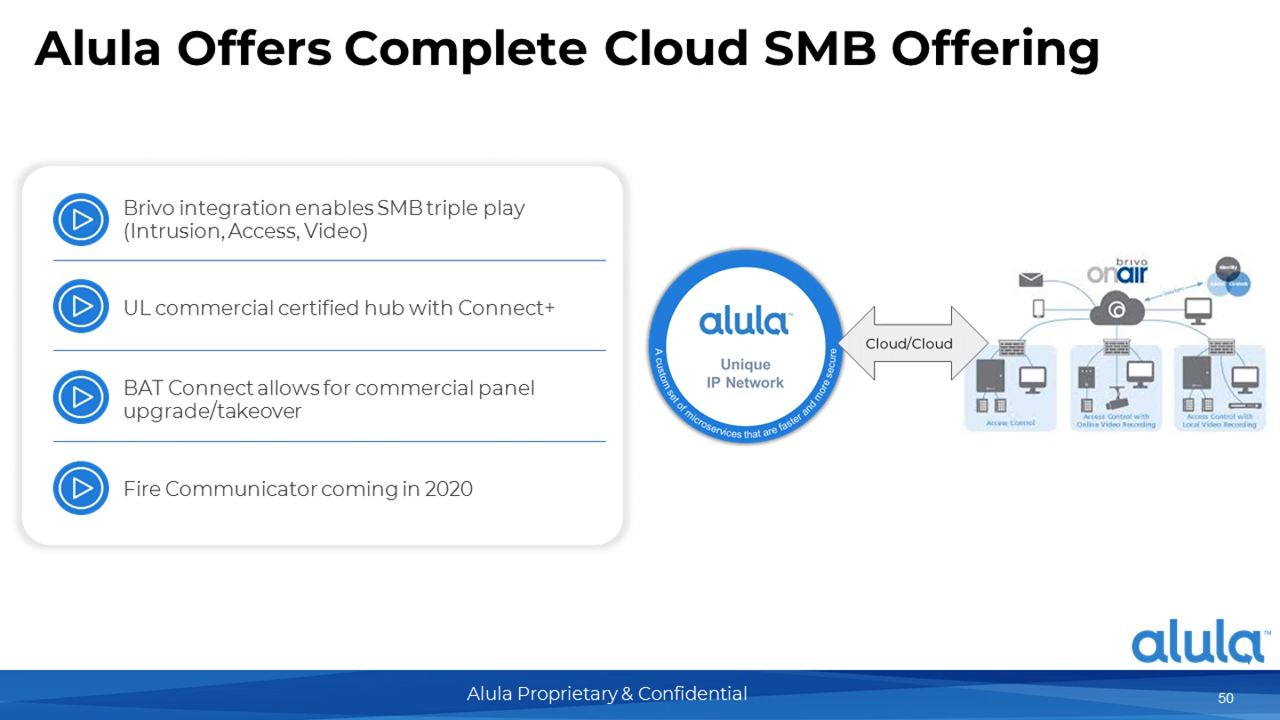 Alula Offers Complete Cloud SMB Offering
Brivo integration enables SMB triple play
(Intrusion, Access, Video)
UL commercial certified hub with Connect+
BAT Connect allows for commercial panel
upgrade/takeover
Fire Communicator coming in 2020
alula™
Unique
IP Network
A custom set of microservices that are faster and more secure
Cloud/Cloud
brivo
onair
Identity
Access Control
Access Control with
Online Video Recording
Access Control with
Local Video Recording
alula™
Alula Proprietary & Confidential
50